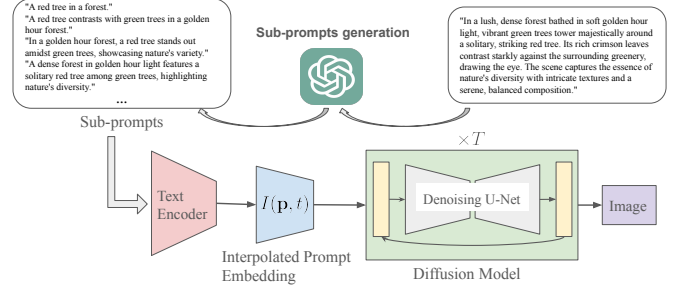 "A red tree in a forest."
"A red tree contrasts with green trees in a golden
hour forest."
"In a golden hour forest, a red tree stands out
amidst green trees, showcasing nature's variety."
"A dense forest in golden hour light features a
solitary red tree among green trees, highlighting
nature's diversity."
...
Sub-prompts
Sub-prompts generation
"In a lush, dense forest bathed in soft golden hour
light, vibrant green trees tower majestically around
a solitary, striking red tree. Its rich crimson leaves
contrast starkly against the surrounding greenery,
drawing the eye. The scene captures the essence of
nature's diversity with intricate textures and a
serene, balanced composition."
×T
Text
Encoder
I(p, t)
Interpolated Prompt
Embedding
Denoising U-Net
Diffusion Model
Image